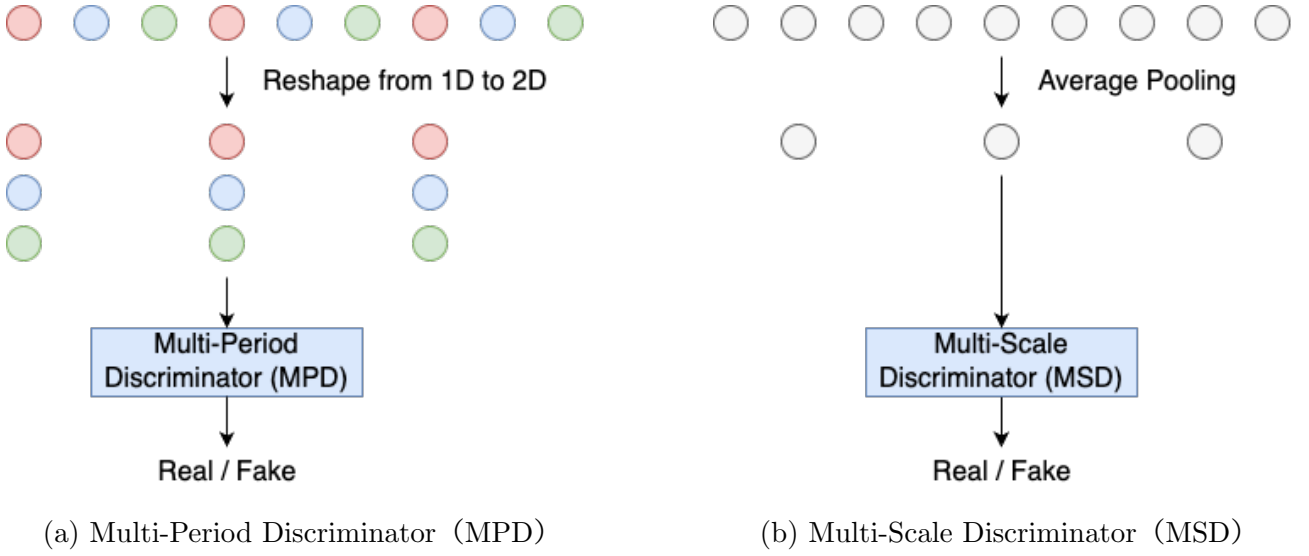 Reshape from 1D to 2D
Multi-Period
Discriminator (MPD)
Real / Fake
(a) Multi-Period Discriminator（MPD）
Average Pooling
Multi-Scale
Discriminator (MSD)
Real / Fake
(b) Multi-Scale Discriminator（MSD）